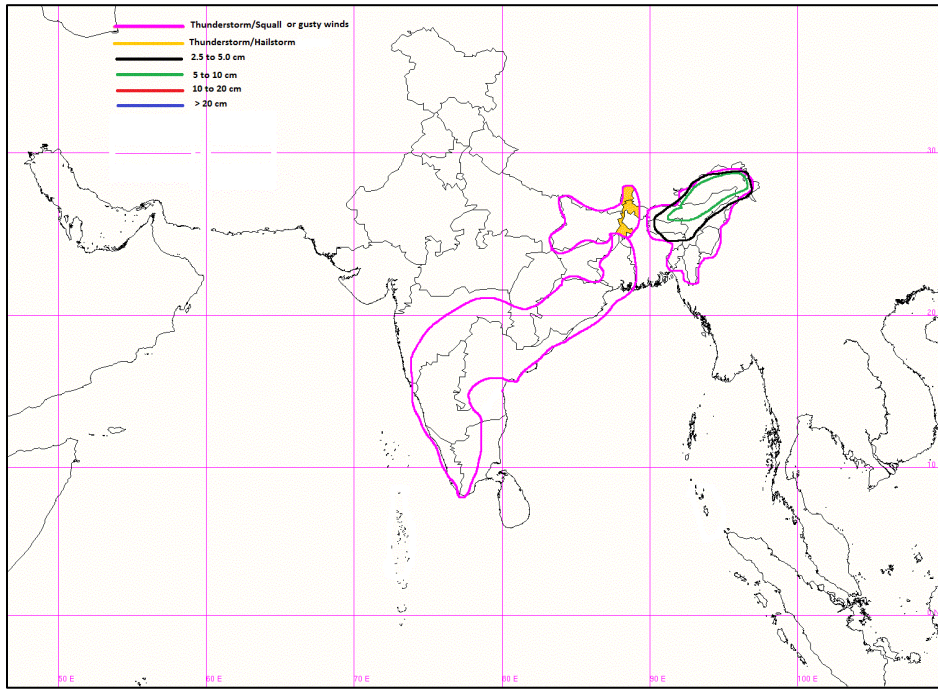 Thunderstorm/Squall or gusty winds
Thunderstorm/Hailstorm
2.5 to 5.0 cm
5 to 10 cm
10 to 20 cm
> 20 cm
30
20
10
50 E
60 E
70 E
80 E
90 E
100 E